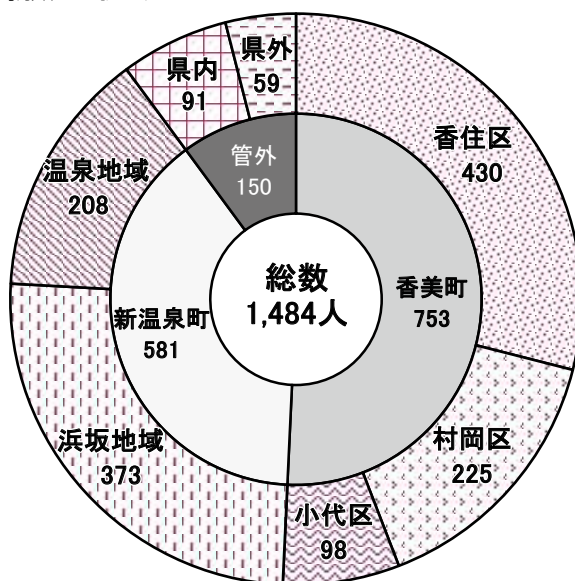 総数
1,484人
香美町
753
新温泉町
581
管外
150
香住区
430
村岡区
225
小代区
98
浜坂地域
373
温泉地域
208
県内
91
県外
59